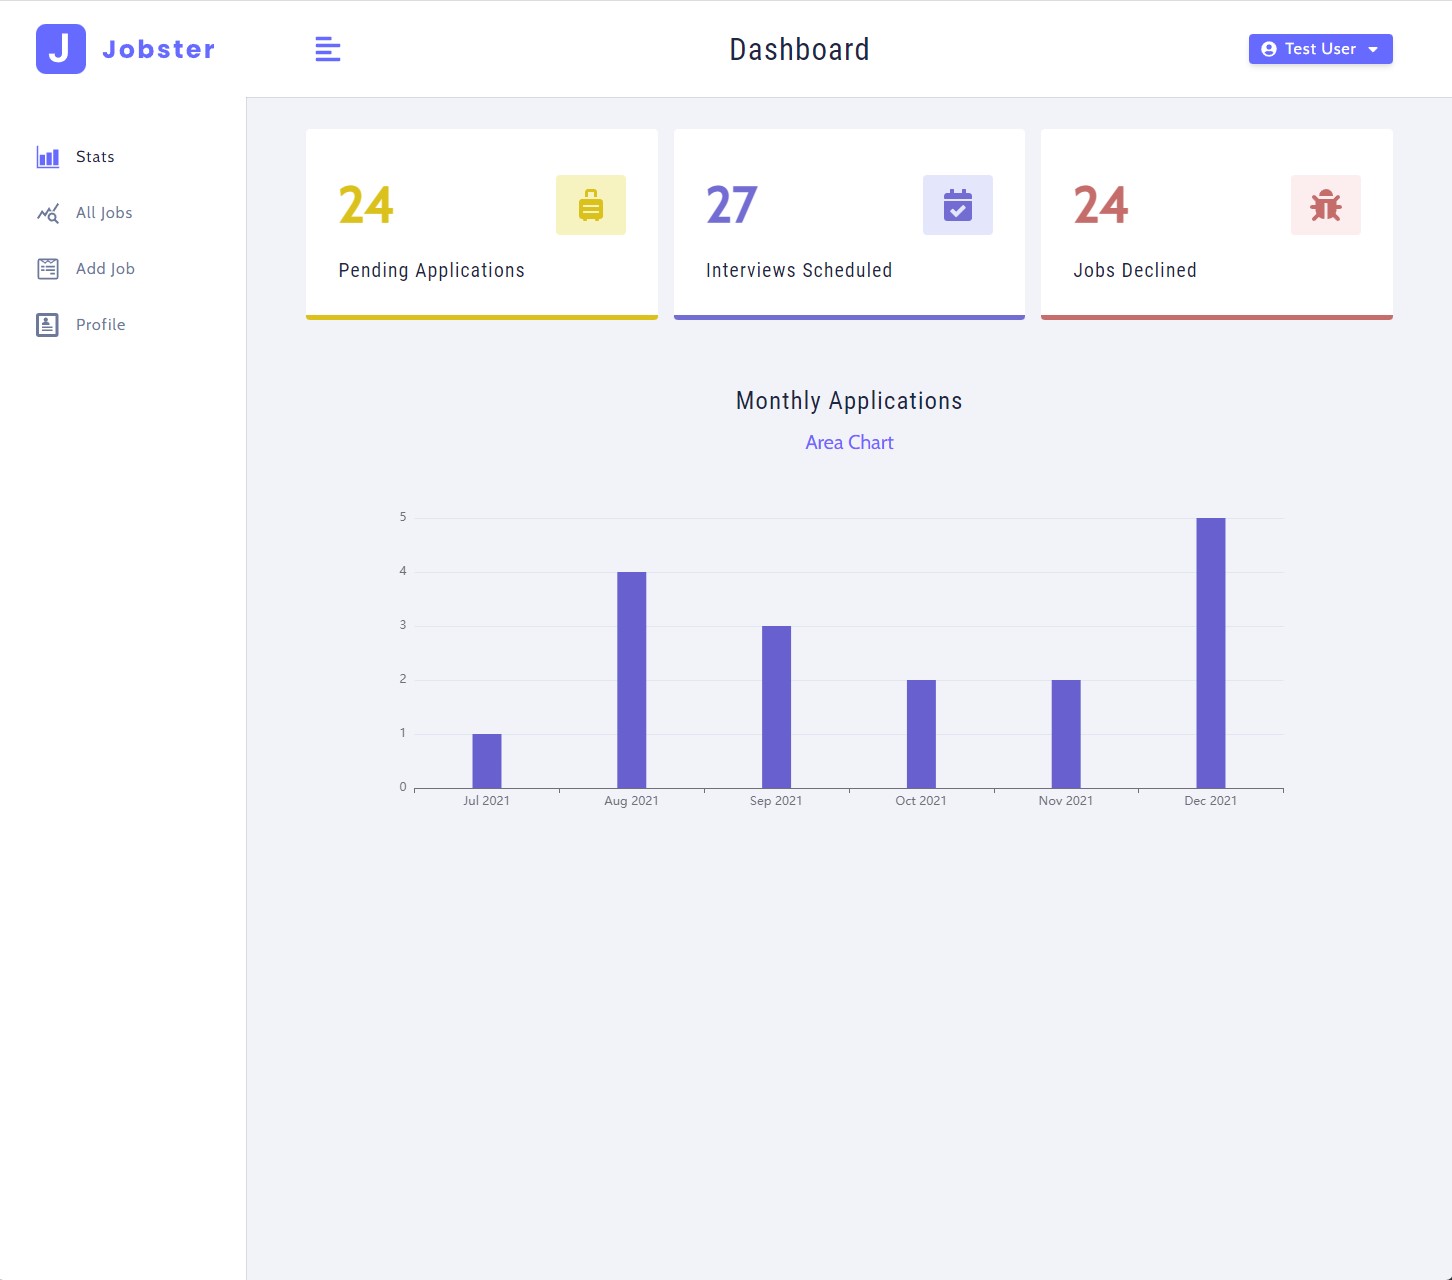 J Jobster
Dashboard
Test User
Stats
All Jobs
Add Job
Profile
24
Pending Applications
27
Interviews Scheduled
24
Jobs Declined
Monthly Applications
Area Chart
5
4
3
2
1
0
Jul 2021 Aug 2021 Sep 2021 Oct 2021 Nov 2021 Dec 2021